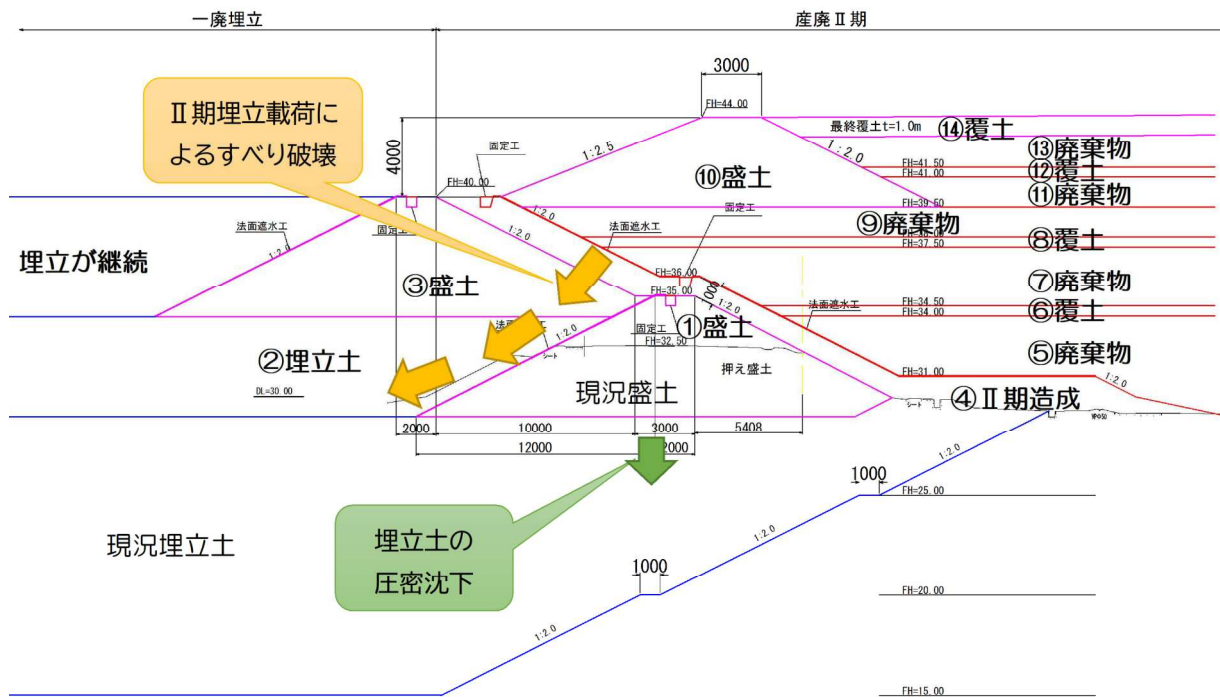 一廃埋立
産廃Ⅱ期
3000
Ⅱ期埋立載荷に
よるすべり破壊
4000
固定工
1:2.5
FH=44.00
最終覆土t=1.0m
⑭覆土
⑬廃棄物
1:2.0
FH=41.50
⑫覆土
FH=41.00
⑪廃棄物
FH=40.00
⑩盛土
FH=39.50
固定工
⑨廃棄物
法面遮水工
1:2.0
固定工
1:2.0
1:2.0
法面遮水工
⑧覆土
FH=37.50
埋立が継続
③盛土
FH=36.00
⑦廃棄物
FH=35.00
1000
1:2.0
FH=34.50
⑥覆土
FH=34.00
法面遮水工
1:2.0
固定工
①盛土
FH=32.50
シート
②埋立土
押え盛土
⑤廃棄物
DL=30.00
現況盛土
FH=31.00
1:2.0
④Ⅱ期造成
シート
2000
10000
3000
5408
12000
2000
1:2.0
1000
FH=25.00
埋立土の
圧密沈下
現況埋立土
1:2.0
1000
FH=20.00
1:2.0
FH=15.00